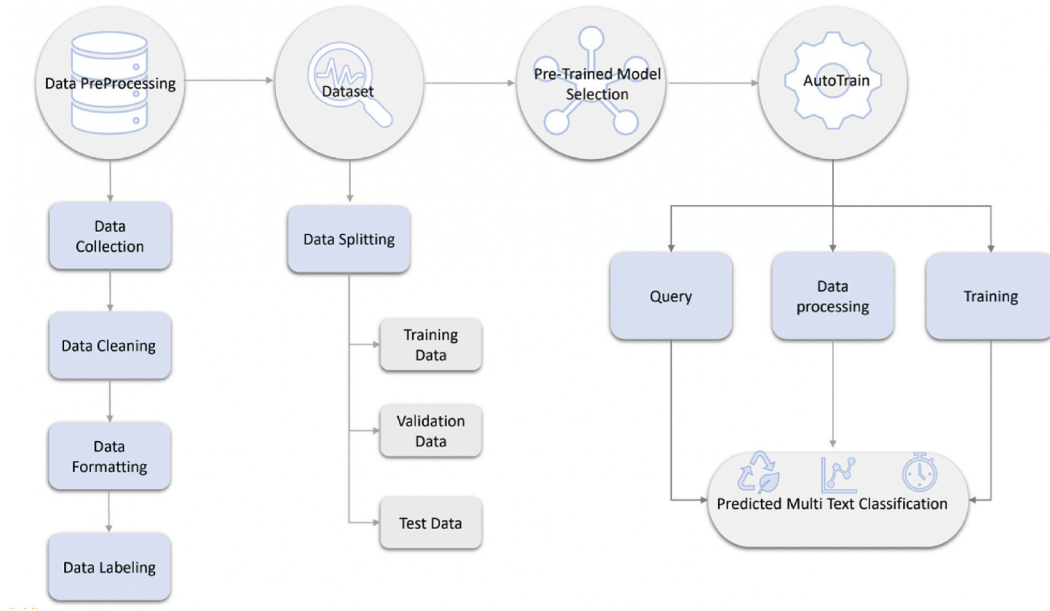 Data PreProcessing
Dataset
Pre-Trained Model
Selection
AutoTrain
Data
Collection
Data Cleaning
Data
Formatting
Data Labeling
Data Splitting
Training
Data
Validation
Data
Test Data
Query
Data
processing
Training
Predicted Multi Text Classification